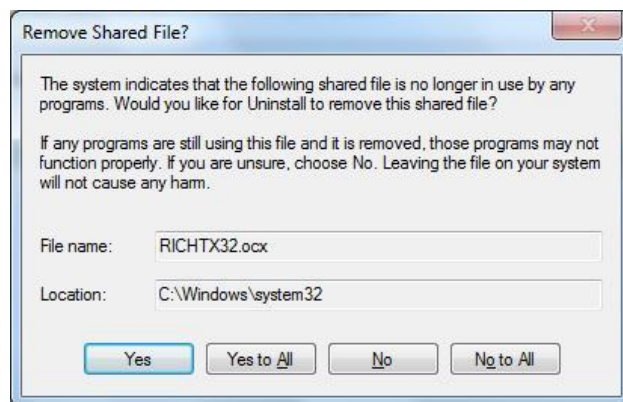 Remove Shared File?
The system indicates that the following shared file is no longer in use by any
programs. Would you like for Uninstall to remove this shared file?
If any programs are still using this file and it is removed, those programs may not
function properly. If you are unsure, choose No. Leaving the file on your system
will not cause any harm.
File name: RICHTX32.ocx
Location: C:\Windows\system32
Yes Yes to All No No to All